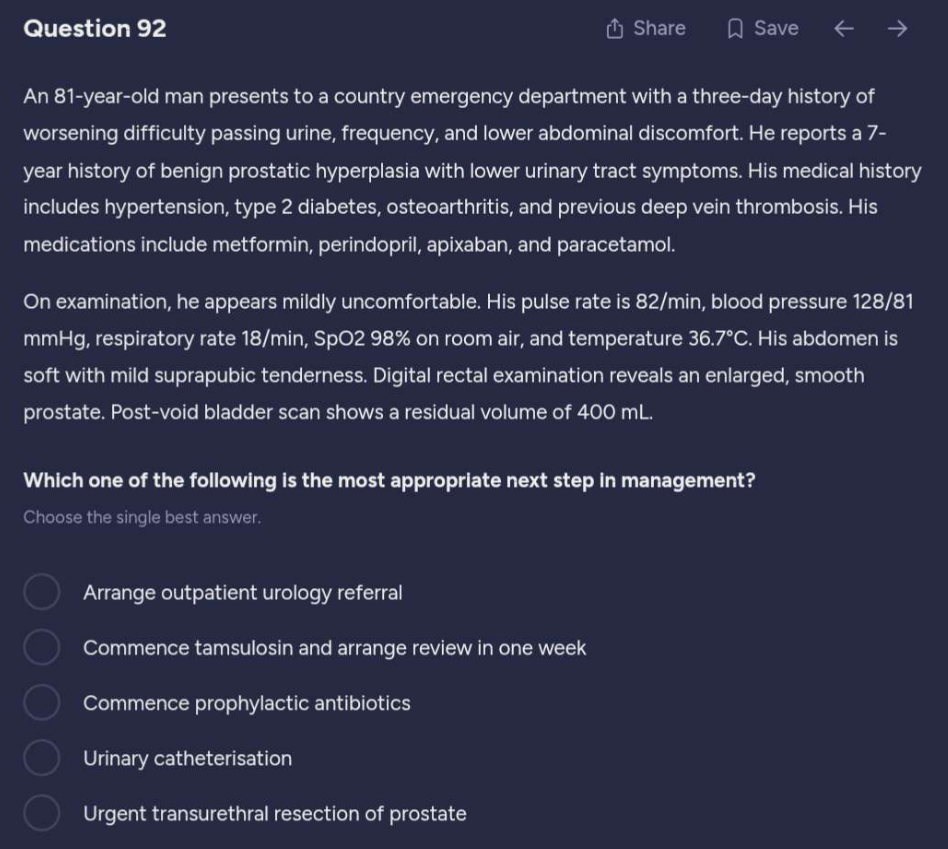 Question 92
Share
Save
An 81-year-old man presents to a country emergency department with a three-day history of
worsening difficulty passing urine, frequency, and lower abdominal discomfort. He reports a 7-
year history of benign prostatic hyperplasia with lower urinary tract symptoms. His medical history
includes hypertension, type 2 diabetes, osteoarthritis, and previous deep vein thrombosis. His
medications include metformin, perindopril, apixaban, and paracetamol.
On examination, he appears mildly uncomfortable. His pulse rate is 82/min, blood pressure 128/81
mmHg, respiratory rate 18/min, SpO2 98% on room air, and temperature 36.7°C. His abdomen is
soft with mild suprapubic tenderness. Digital rectal examination reveals an enlarged, smooth
prostate. Post-void bladder scan shows a residual volume of 400 mL.
Which one of the following is the most appropriate next step in management?
Choose the single best answer.
Arrange outpatient urology referral
Commence tamsulosin and arrange review in one week
Commence prophylactic antibiotics
Urinary catheterisation
Urgent transurethral resection of prostate